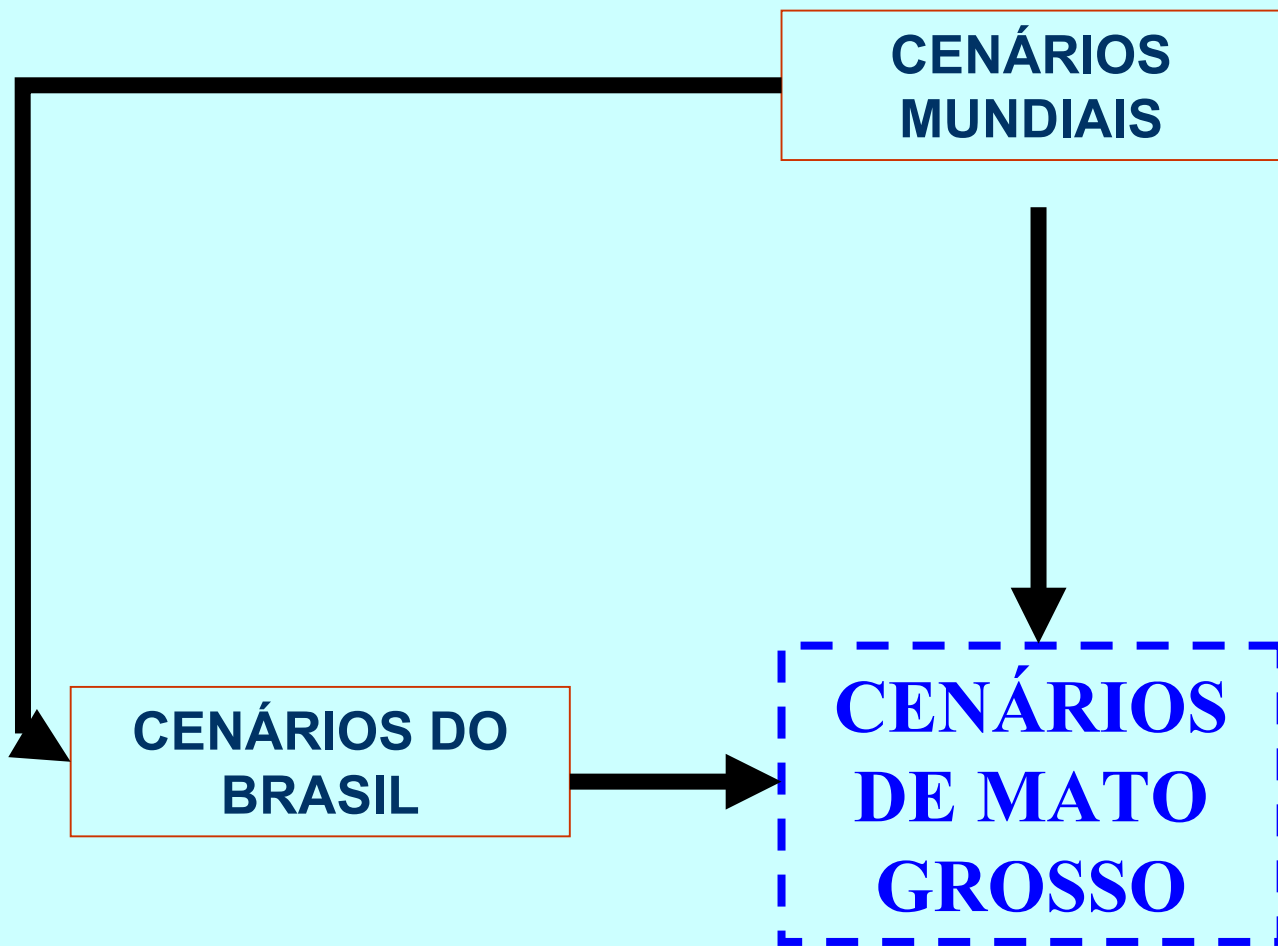 CENÁRIOS
MUNDIAIS
CENÁRIOS DO
BRASIL
CENÁRIOS
DE MATO
GROSSO